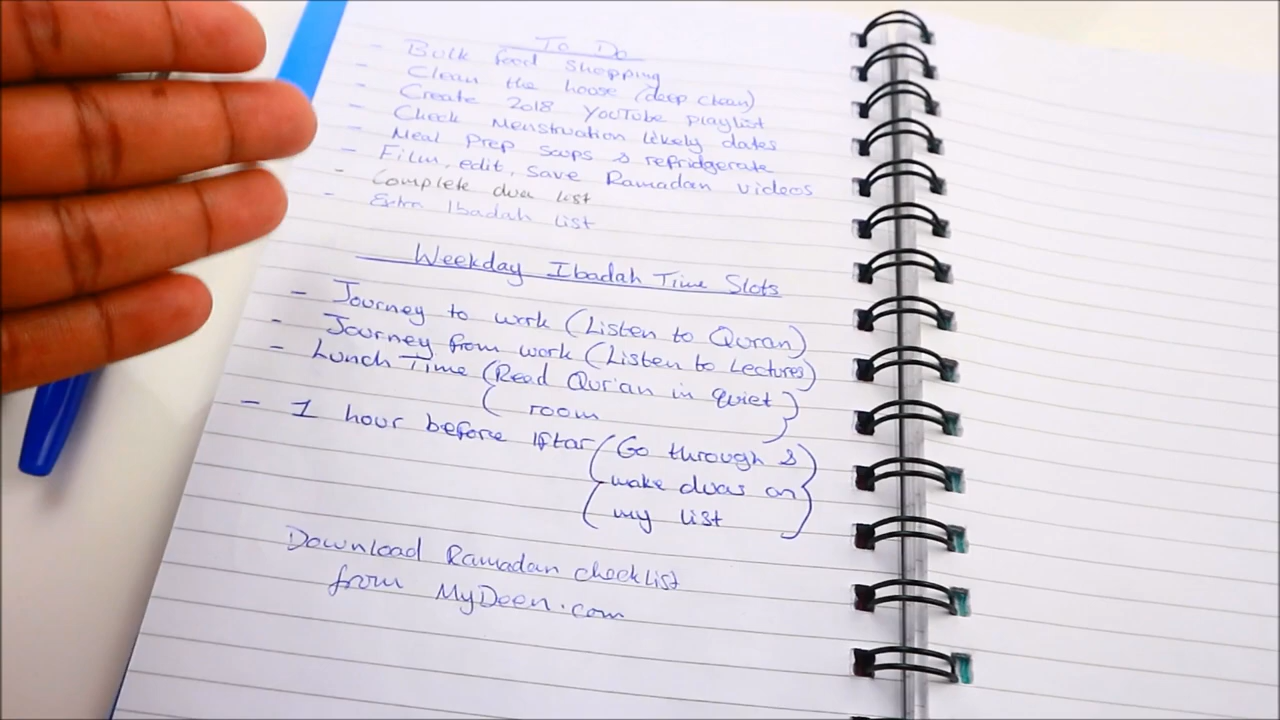 To Do
- Bulk food shopping
- Clean the house (deep clean)
- Create 2018 YouTube playlist
- Check Menstruation likely dates
- Meal Prep Soups & refridgerate
- Film, edit, save Ramadan videos
- Complete dua list
- Extra Ibadah List
Weekday Ibadah Time Slots
- Journey to work (Listen to Quran)
- Journey from work (Listen to Lectures)
- Lunch Time (Read Qur'an in quiet
room)
- 1 hour before Iftar (Go through &
make duas on
my list)
Download Ramadan checklist
from MyDeen.com